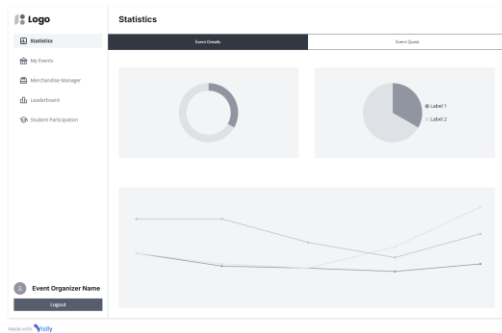 Logo
Statistics
Statistics
Event Details
Event Queue
My Events
Merchandise Manager
Leaderboard
Student Participation
Label 1
Label 2
Event Organizer Name
Logout
Made with Visily